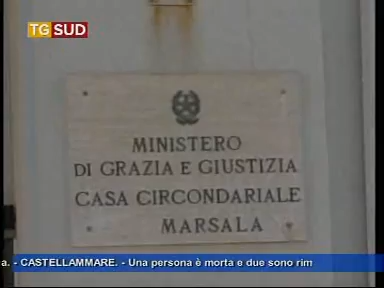 TG SUD
MINISTERO
DI GRAZIA E GIUSTIZIA
CASA CIRCONDARIALE
MARSALA
a. - CASTELLAMMARE. - Una persona è morta e due sono rim